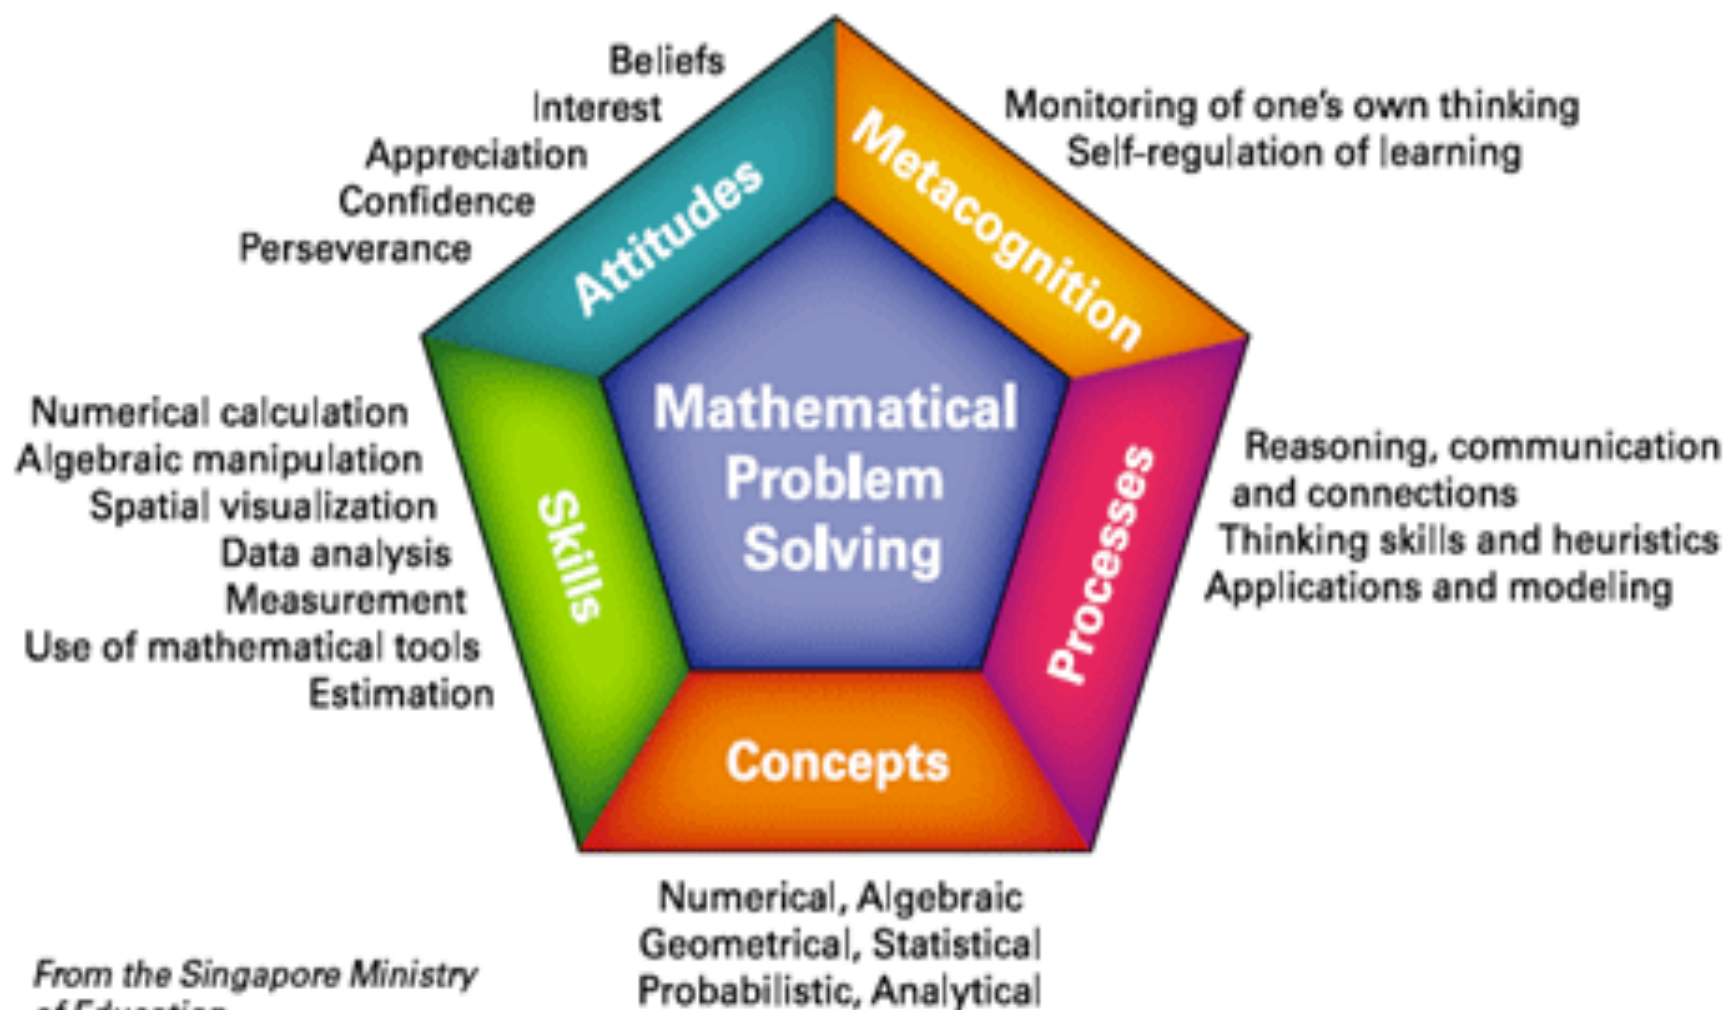 Beliefs
Interest
Appreciation
Confidence
Perseverance
Attitudes
Metacognition
Monitoring of one's own thinking
Self-regulation of learning
Mathematical
Problem
Solving
Numerical calculation
Algebraic manipulation
Spatial visualization
Data analysis
Measurement
Use of mathematical tools
Estimation
Skills
Processes
Reasoning, communication
and connections
Thinking skills and heuristics
Applications and modeling
Concepts
Numerical, Algebraic
Geometrical, Statistical
Probabilistic, Analytical
From the Singapore Ministry
of Education